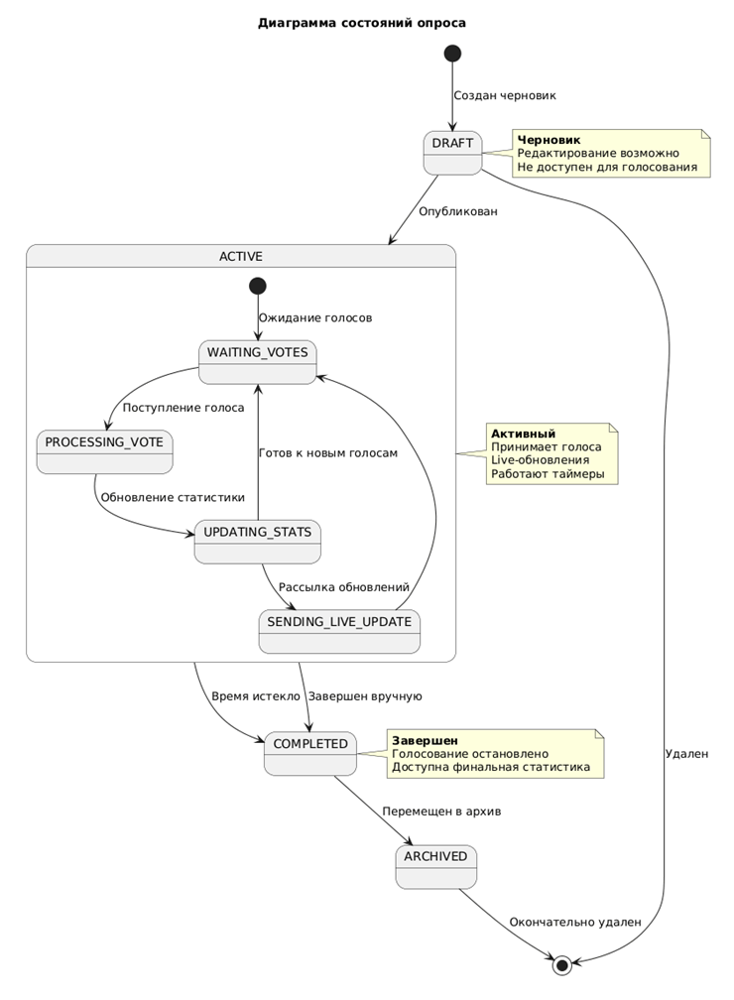 Диаграмма состояний опроса
Создан черновик
DRAFT
Черновик
Редактирование возможно
Не доступен для голосования
Опубликован
ACTIVE
Ожидание голосов
WAITING_VOTES
Поступление голоса
PROCESSING_VOTE
Готов к новым голосам
Активный
Принимает голоса
Live-обновления
Работают таймеры
Обновление статистики
UPDATING_STATS
Рассылка обновлений
SENDING_LIVE_UPDATE
Время истекло
Завершен вручную
COMPLETED
Завершен
Голосование остановлено
Доступна финальная статистика
Удален
Перемещен в архив
ARCHIVED
Окончательно удален